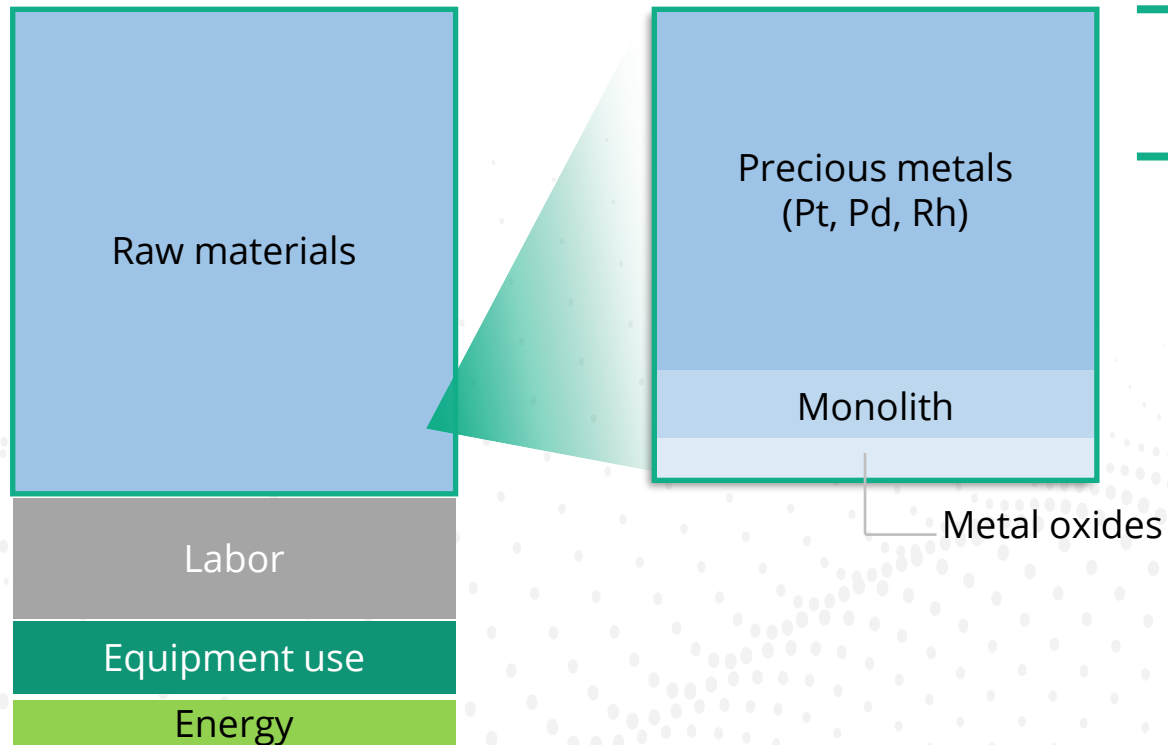 Raw materials
Labor
Equipment use
Energy
Precious metals
(Pt, Pd, Rh)
Monolith
Metal oxides